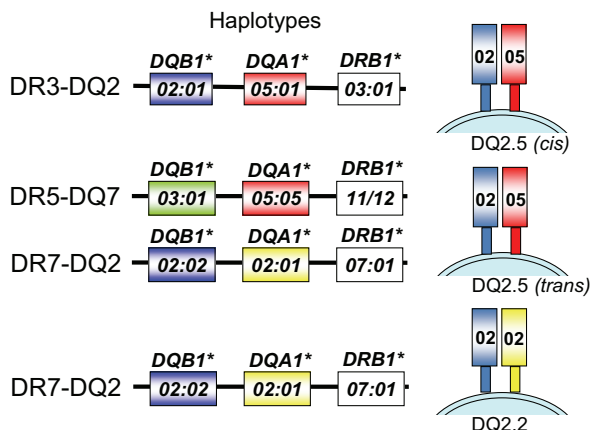 Haplotypes
DQB1* DQA1* DRB1*
DR3-DQ2 02:01 05:01 03:01
02 05
DQ2.5 (cis)
DQB1* DQA1* DRB1*
DR5-DQ7 03:01 05:05 11/12
02 05
DQB1* DQA1* DRB1*
DR7-DQ2 02:02 02:01 07:01
DQ2.5 (trans)
DQB1* DQA1* DRB1*
DR7-DQ2 02:02 02:01 07:01
02 02
DQ2.2